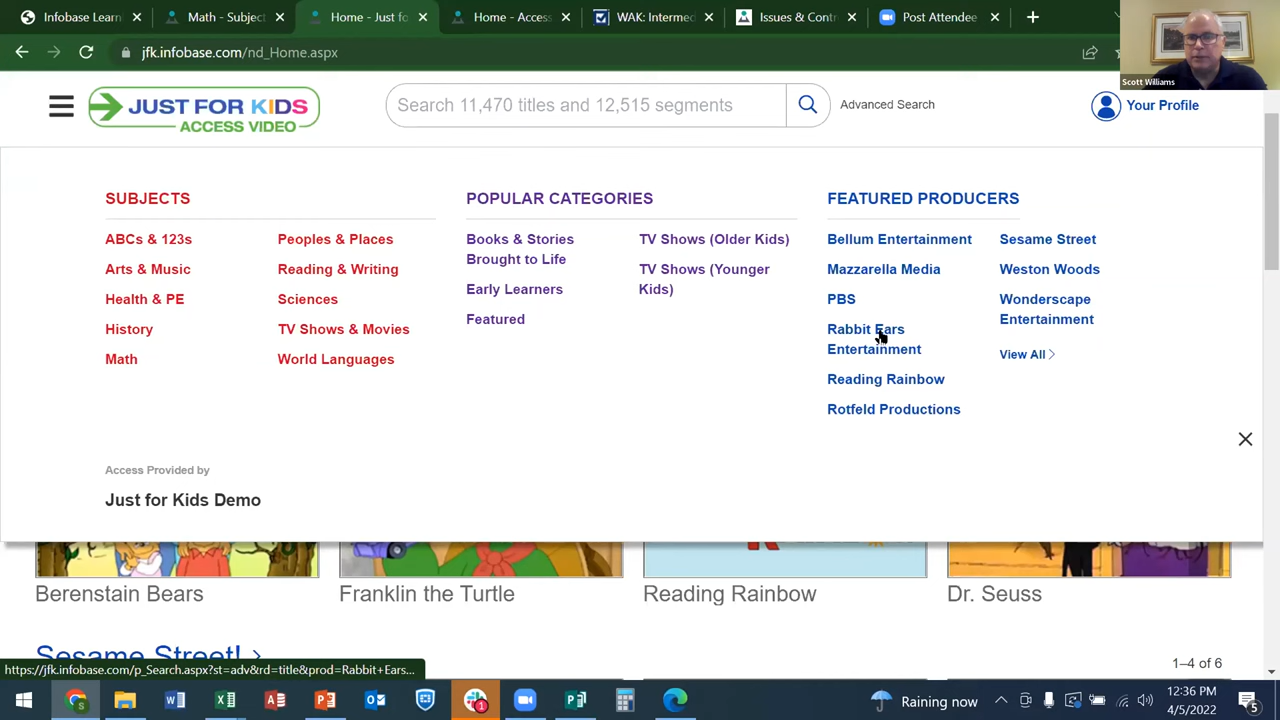 Infobase Learn
Math - Subject
Home - Just fo
Home - Access
WAK: Intermed
Issues & Contr
Post Attendee
jfk.infobase.com/nd_Home.aspx
Scott Williams
JUST FOR KIDS
ACCESS VIDEO
Search 11,470 titles and 12,515 segments
Advanced Search
Your Profile
SUBJECTS
ABCs & 123s
Arts & Music
Health & PE
History
Math
Peoples & Places
Reading & Writing
Sciences
TV Shows & Movies
World Languages
POPULAR CATEGORIES
Books & Stories
Brought to Life
Early Learners
Featured
TV Shows (Older Kids)
TV Shows (Younger
Kids)
FEATURED PRODUCERS
Bellum Entertainment
Mazzarella Media
PBS
Rabbit Ears
Entertainment
Reading Rainbow
Rotfeld Productions
Sesame Street
Weston Woods
Wonderscape
Entertainment
View All
Access Provided by
Just for Kids Demo
Berenstain Bears
Franklin the Turtle
Reading Rainbow
Dr. Seuss
Sesame Street!
1–4 of 6
https://jfk.infobase.com/p_Search.aspx?st=adv&rd=title&prod=Rabbit+Ears...
Raining now
12:36 PM
4/5/2022
5